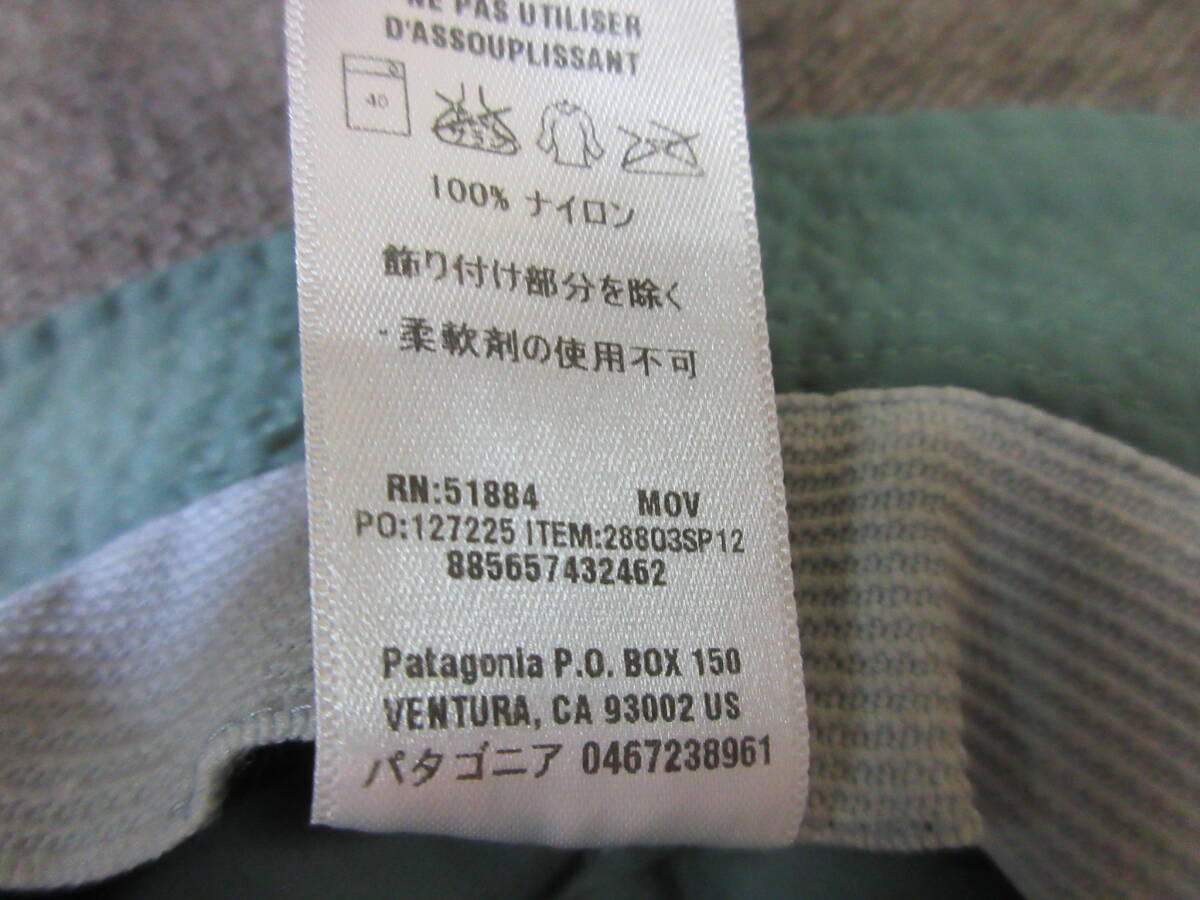 NE PAS UTILISER
D'ASSOUPLISSANT
40
100% ナイロン
飾り付け部分を除く
・柔軟剤の使用不可
RN:51884 MOV
PO:127225 ITEM:28803SP12
885657432462
Patagonia P.O. BOX 150
VENTURA, CA 93002 US
パタゴニア 0467238961